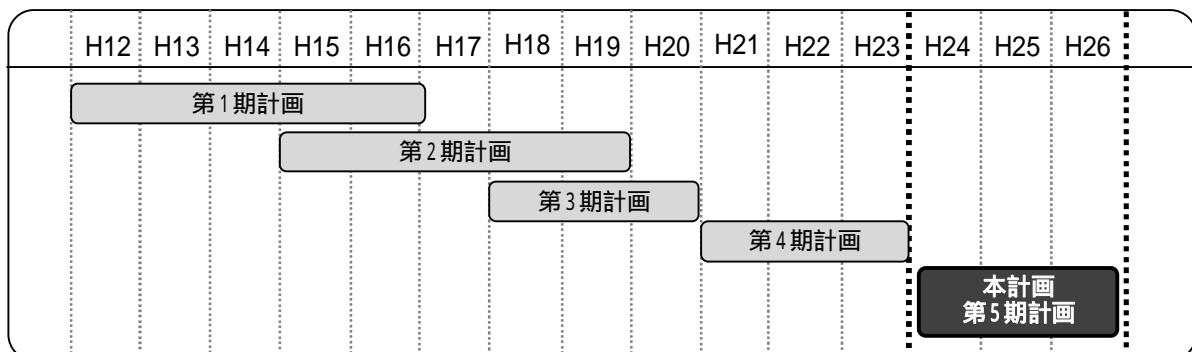 H12 H13 H14 H15 H16 H17 H18 H19 H20 H21 H22 H23 H24 H25 H26
第1期計画
第2期計画
第3期計画
第4期計画
本計画
第5期計画